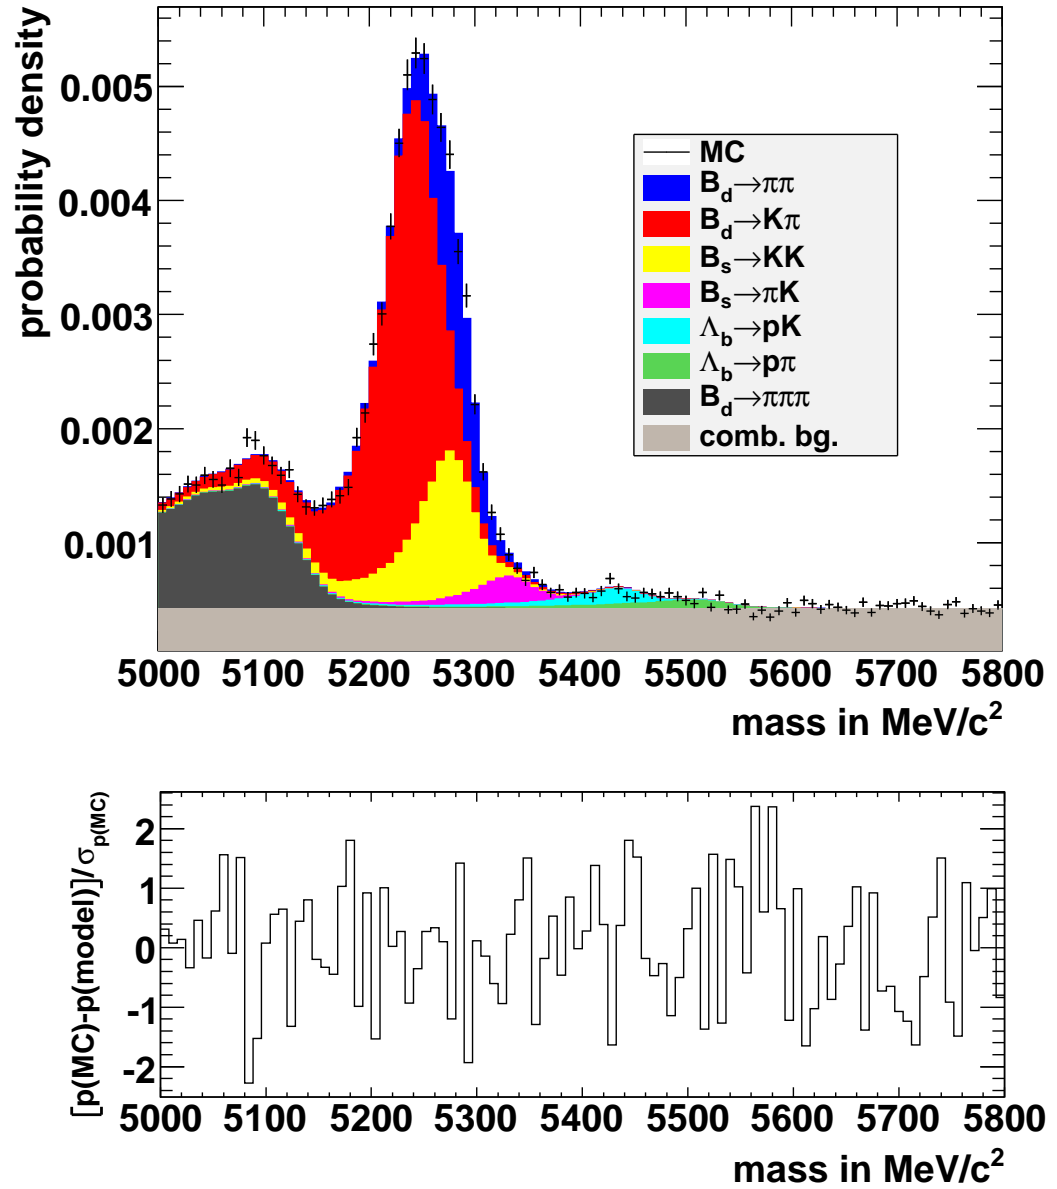 probability density
0.005
0.004
0.003
0.002
0.001
MC
B_d→ππ
B_d→Kπ
B_s→KK
B_s→πK
Λ_b→pK
Λ_b→pπ
B_d→πππ
comb. bg.
5000 5100 5200 5300 5400 5500 5600 5700 5800
mass in MeV/c²
[p(MC)-p(model)]/σ_p(MC)
2
1
0
-1
-2
5000 5100 5200 5300 5400 5500 5600 5700 5800
mass in MeV/c²